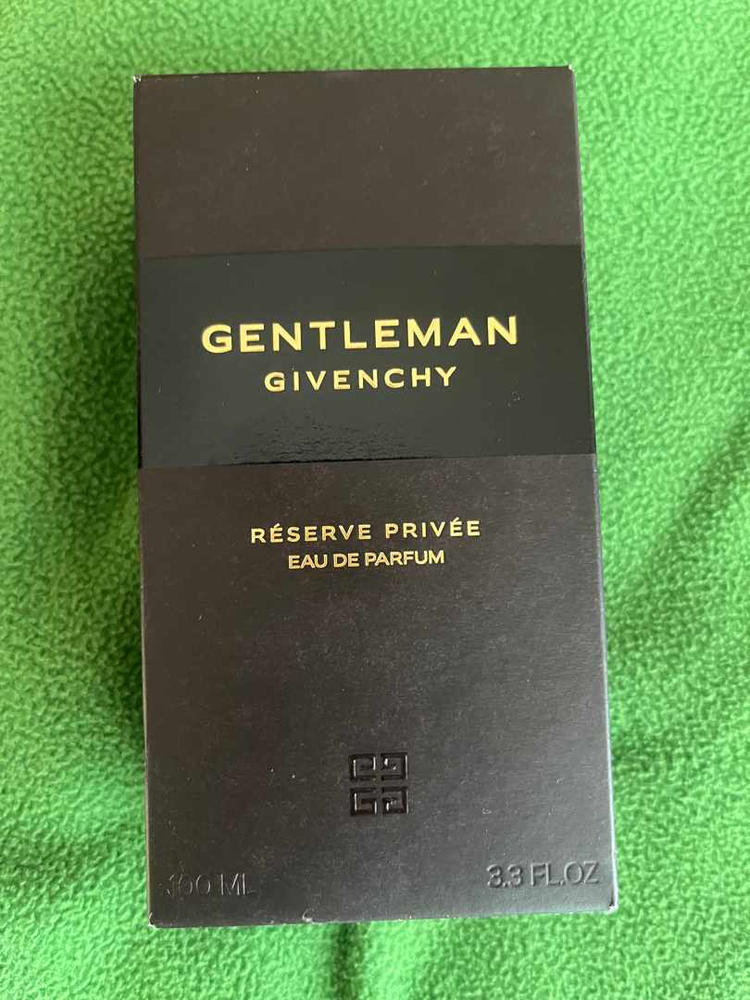 GENTLEMAN
GIVENCHY
RÉSERVE PRIVÉE
EAU DE PARFUM
100 ML 3.3 FL.OZ